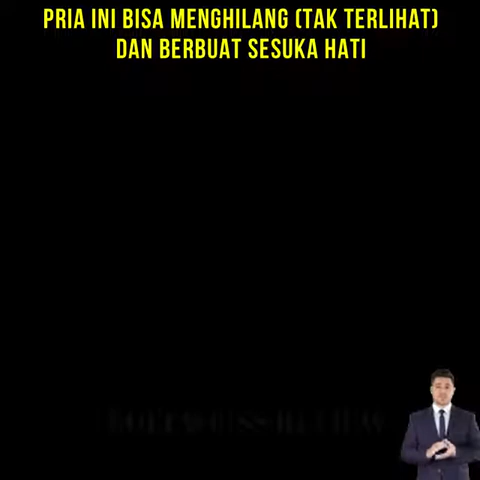 PRIA INI BISA MENGHILANG (TAK TERLIHAT)
DAN BERBUAT SESUKA HATI